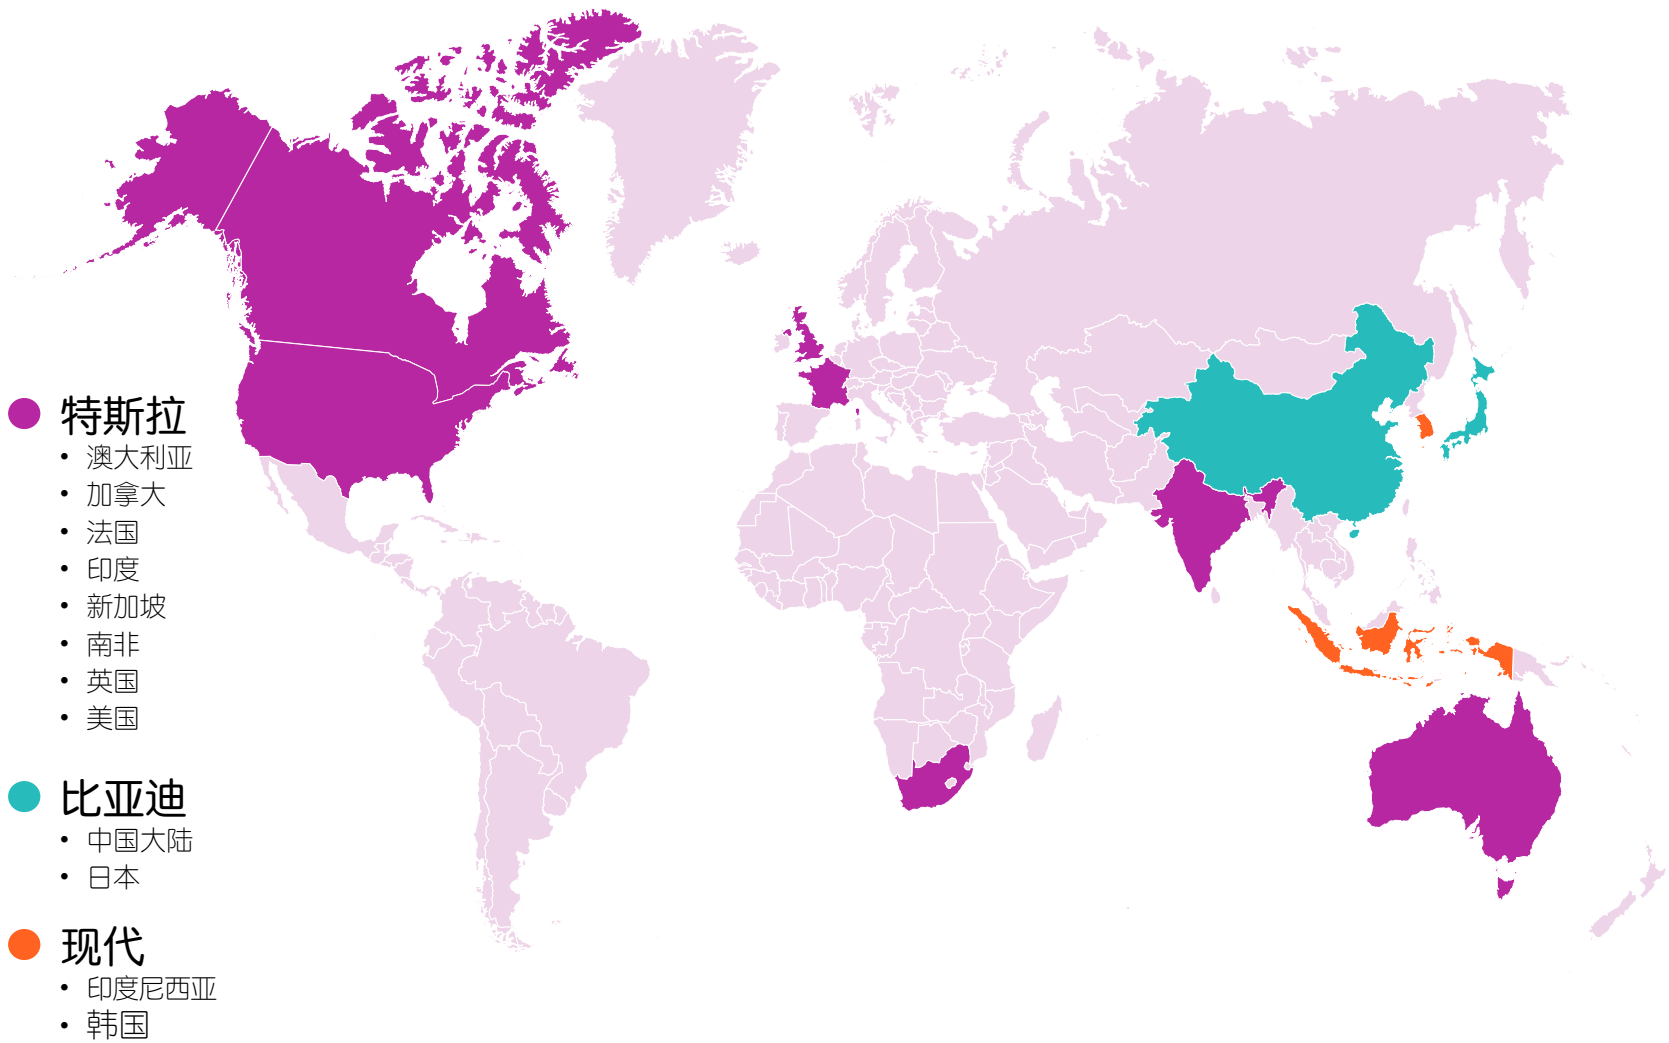 特斯拉
• 澳大利亚
• 加拿大
• 法国
• 印度
• 新加坡
• 南非
• 英国
• 美国
比亚迪
• 中国大陆
• 日本
现代
• 印度尼西亚
• 韩国